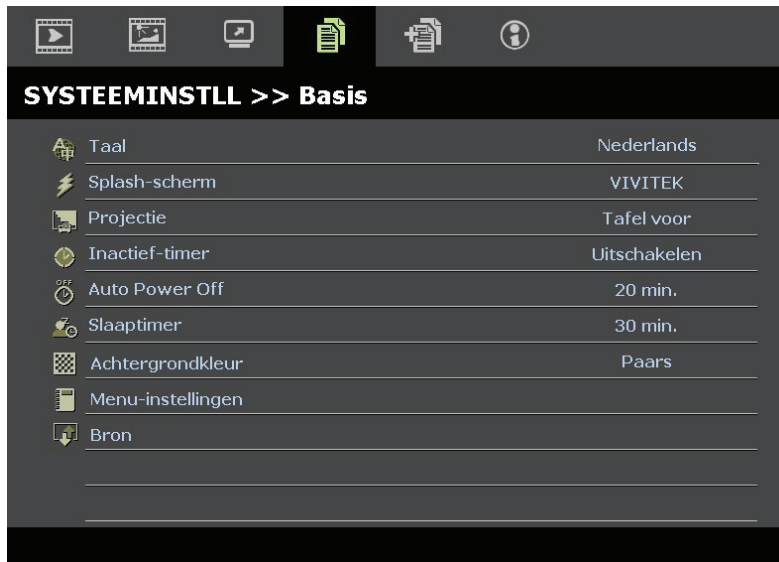 SYSTEEMINSTLL >> Basis
Taal Nederlands
Splash-scherm VIVITEK
Projectie Tafel voor
Inactief-timer Uitschakelen
OFF
Auto Power Off 20 min.
Slaaptimer 30 min.
Achtergrondkleur Paars
Menu-instellingen
Bron